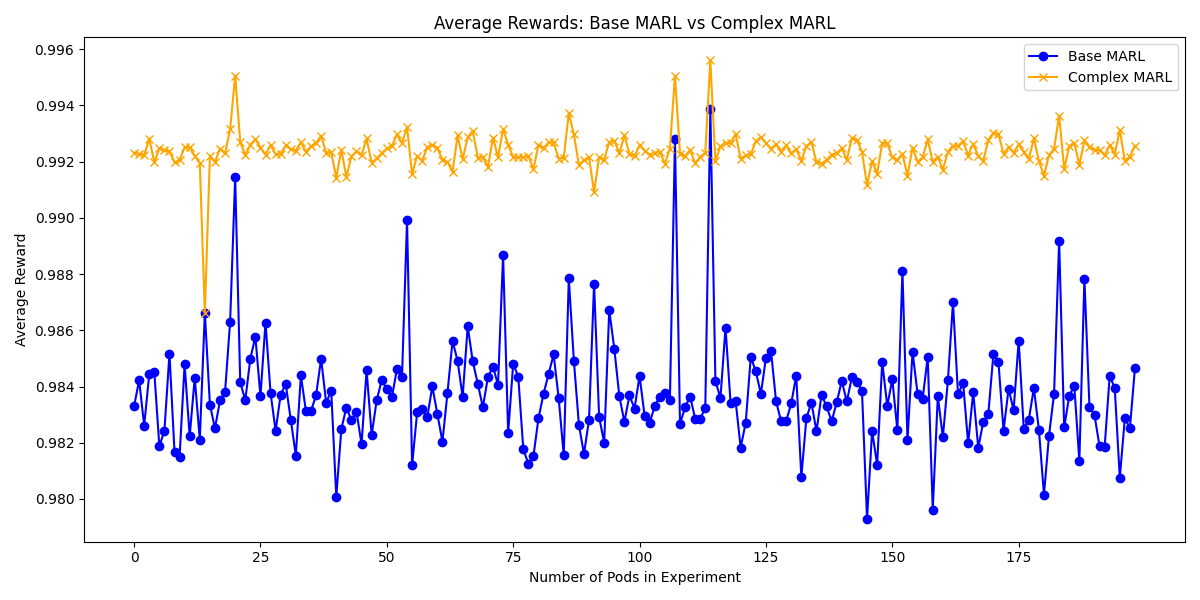 Average Rewards: Base MARL vs Complex MARL
Base MARL
Complex MARL
Average Reward
0.996
0.994
0.992
0.990
0.988
0.986
0.984
0.982
0.980
0 25 50 75 100 125 150 175
Number of Pods in Experiment